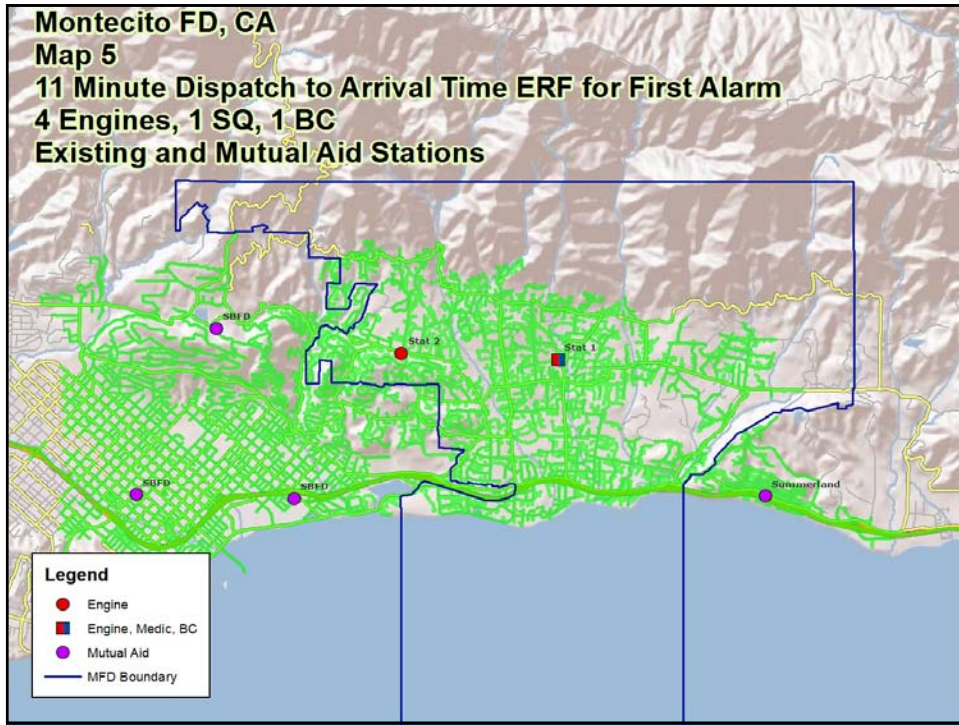 Montecito FD, CA
Map 5
11 Minute Dispatch to Arrival Time ERF for First Alarm
4 Engines, 1 SQ, 1 BC
Existing and Mutual Aid Stations
SBFD
Stat 2
Stat 1
SBFD
SBFD
Summerland
Legend
Engine
Engine, Medic, BC
Mutual Aid
MFD Boundary